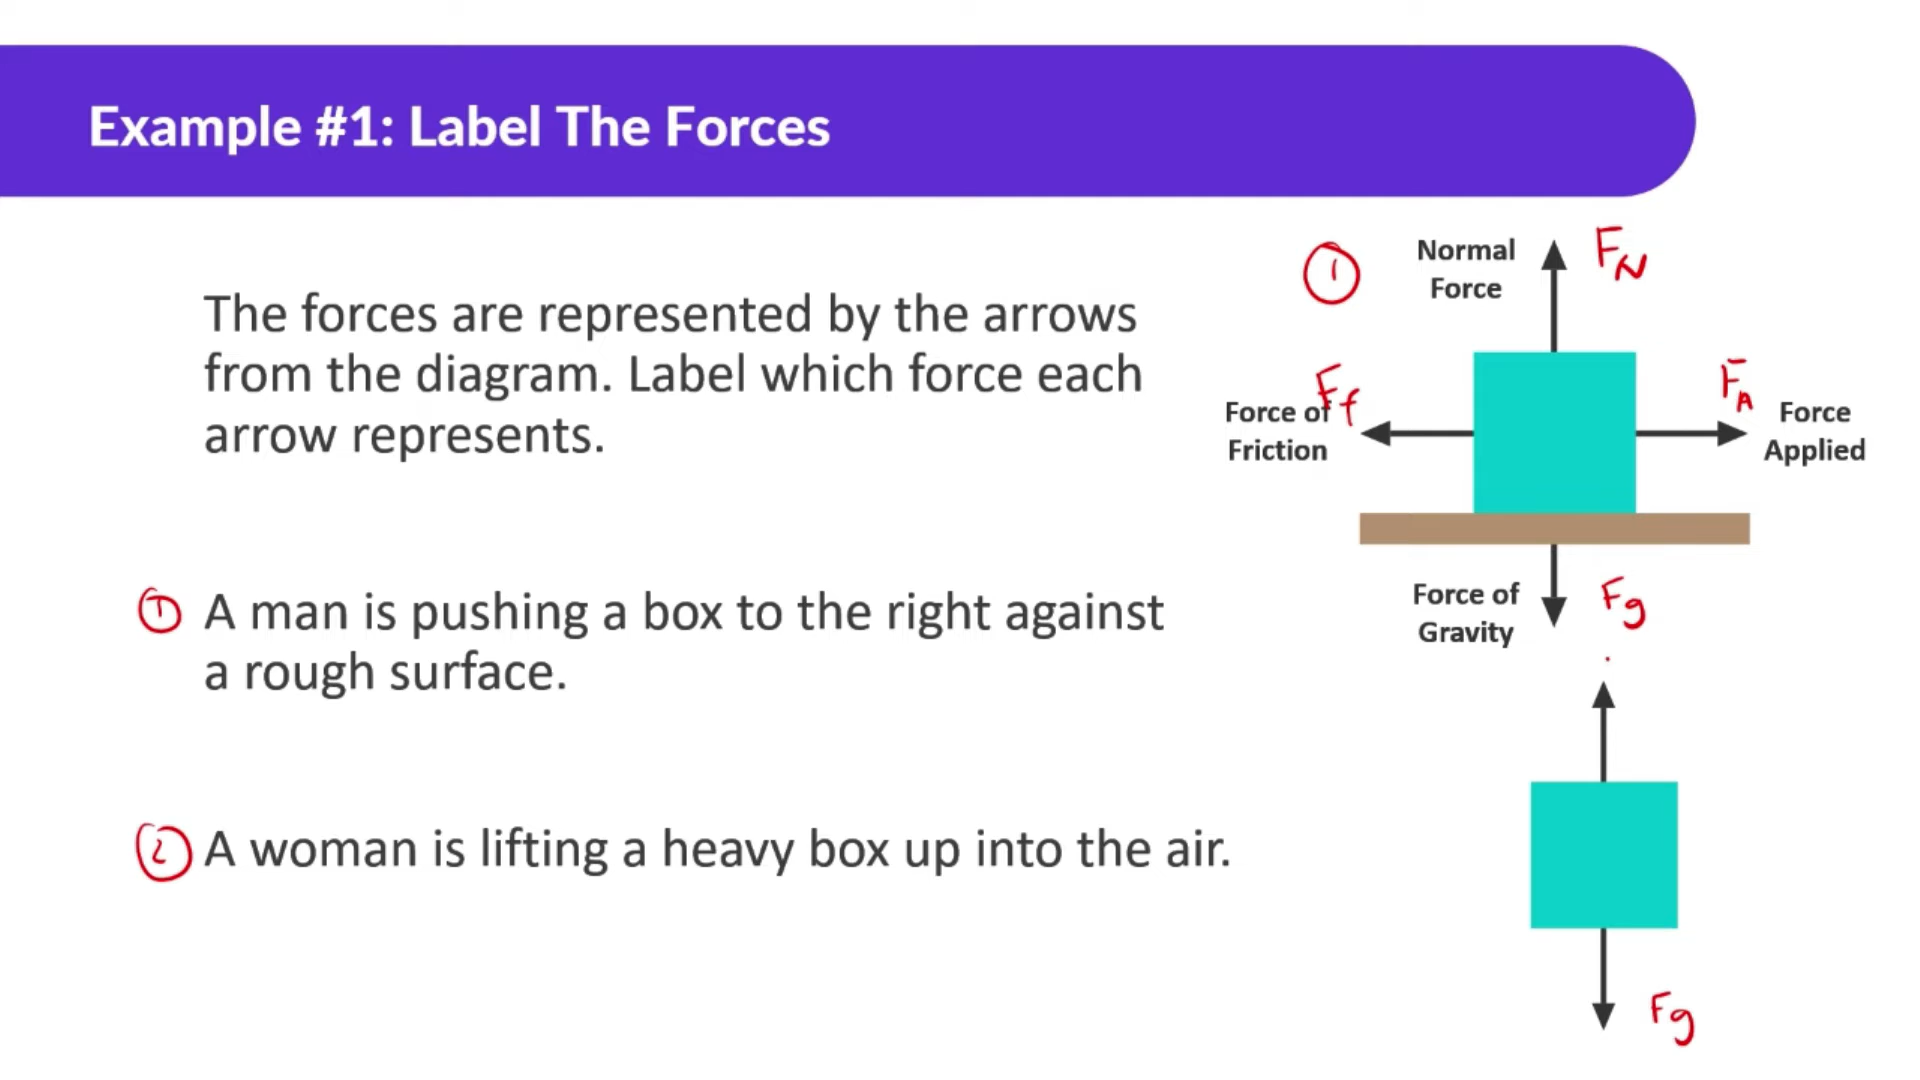 Example #1: Label The Forces
The forces are represented by the arrows
from the diagram. Label which force each
arrow represents.
① A man is pushing a box to the right against
a rough surface.
② A woman is lifting a heavy box up into the air.
①
Normal
Force
FN
Ff
Force of
Friction
FA
Force
Applied
Force of
Gravity
Fg
Fg